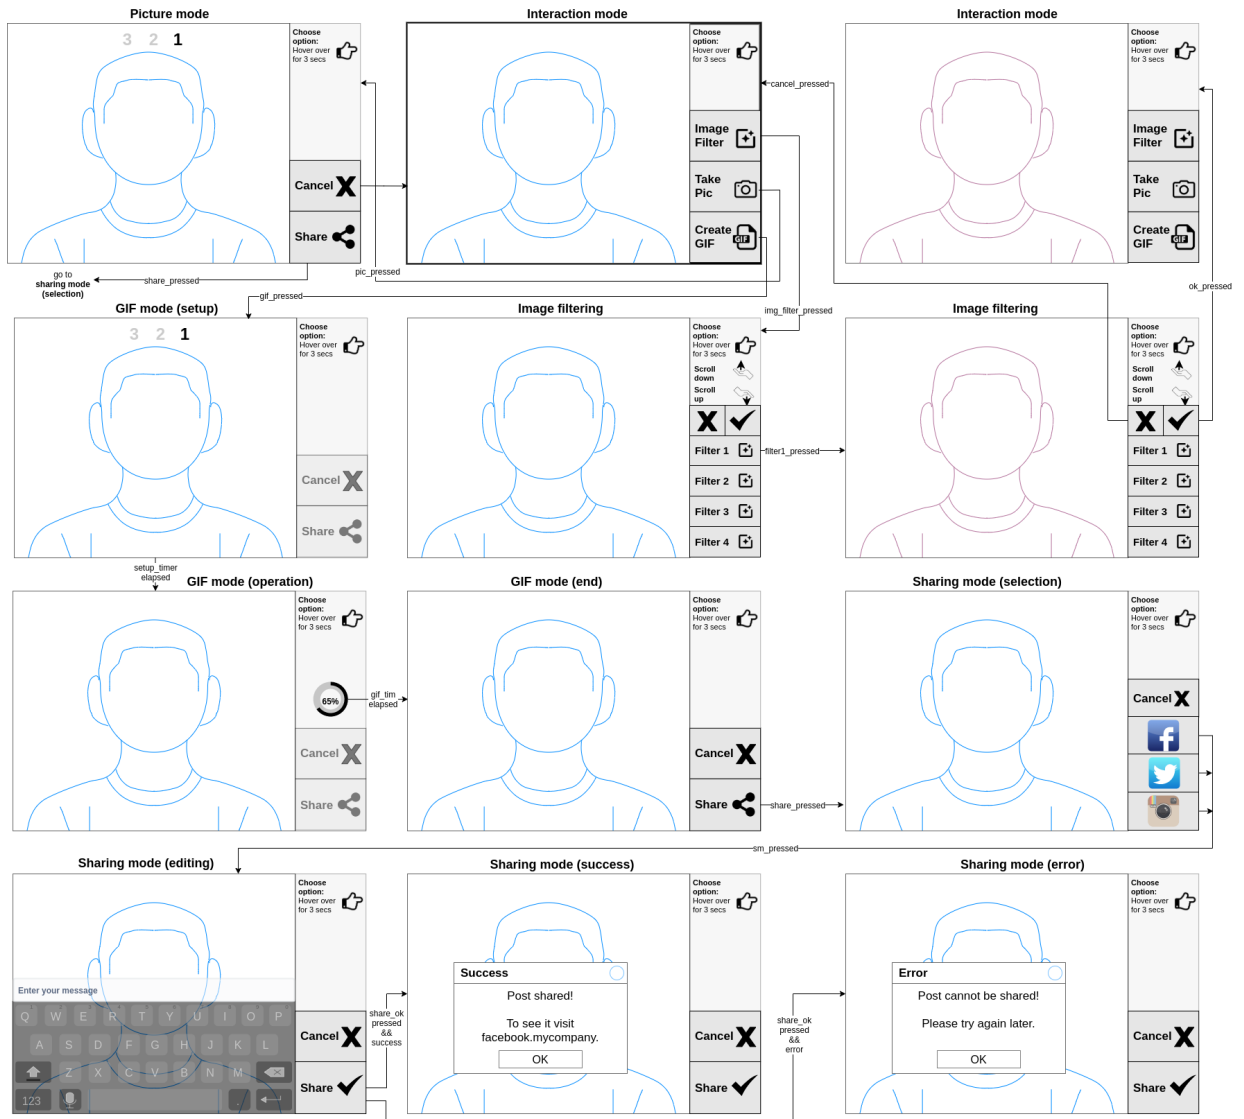 Picture mode
3 2 1
Choose
option:
Hover over
for 3 secs
Cancel
Share
go to
sharing mode
(selection)
share_pressed
Interaction mode
Choose
option:
Hover over
for 3 secs
Image
Filter
Take
Pic
Create
GIF
GIF
pic_pressed
gif_pressed
cancel_pressed
img_filter_pressed
Interaction mode
Choose
option:
Hover over
for 3 secs
Image
Filter
Take
Pic
Create
GIF
GIF
ok_pressed
GIF mode (setup)
3 2 1
Choose
option:
Hover over
for 3 secs
Cancel
Share
setup_timer
elapsed
Image filtering
Choose
option:
Hover over
for 3 secs
Scroll
down
Scroll
up
Filter 1
Filter 2
Filter 3
Filter 4
filter1_pressed
Image filtering
Choose
option:
Hover over
for 3 secs
Scroll
down
Scroll
up
Filter 1
Filter 2
Filter 3
Filter 4
GIF mode (operation)
Choose
option:
Hover over
for 3 secs
65%
Cancel
Share
gif_tim
elapsed
GIF mode (end)
Choose
option:
Hover over
for 3 secs
Cancel
Share
share_pressed
Sharing mode (selection)
Choose
option:
Hover over
for 3 secs
Cancel
f
sm_pressed
Sharing mode (editing)
Choose
option:
Hover over
for 3 secs
Enter your message
Q W E R T Y U I O P
A S D F G H J K L
Z X C V B N M
123 .
Cancel
Share
share_ok
pressed
&&
success
Sharing mode (success)
Choose
option:
Hover over
for 3 secs
Success
Post shared!
To see it visit
facebook.mycompany.
OK
Cancel
Share
share_ok
pressed
&&
error
Sharing mode (error)
Choose
option:
Hover over
for 3 secs
Error
Post cannot be shared!
Please try again later.
OK
Cancel
Share